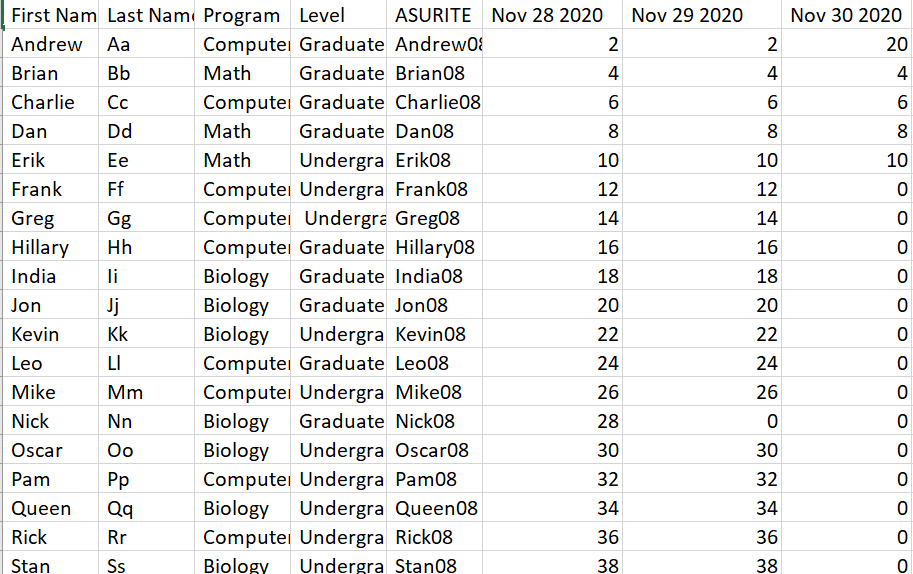 First Nam Last Name Program Level ASURITE Nov 28 2020 Nov 29 2020 Nov 30 2020
Andrew Aa Computer Graduate Andrew08 2 2 20
Brian Bb Math Graduate Brian08 4 4 4
Charlie Cc Computer Graduate Charlie08 6 6 6
Dan Dd Math Graduate Dan08 8 8 8
Erik Ee Math Undergra Erik08 10 10 10
Frank Ff Computer Undergra Frank08 12 12 0
Greg Gg Computer Undergra Greg08 14 14 0
Hillary Hh Computer Graduate Hillary08 16 16 0
India Ii Biology Graduate India08 18 18 0
Jon Jj Biology Graduate Jon08 20 20 0
Kevin Kk Biology Undergra Kevin08 22 22 0
Leo Ll Computer Graduate Leo08 24 24 0
Mike Mm Computer Undergra Mike08 26 26 0
Nick Nn Biology Graduate Nick08 28 0 0
Oscar Oo Biology Undergra Oscar08 30 30 0
Pam Pp Computer Undergra Pam08 32 32 0
Queen Qq Biology Undergra Queen08 34 34 0
Rick Rr Computer Undergra Rick08 36 36 0
Stan Ss Biology Undergra Stan08 38 38 0